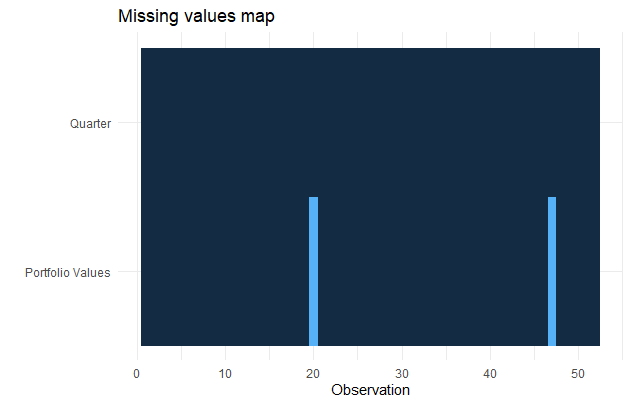 Missing values map
Quarter
Portfolio Values
0 10 20 30 40 50
Observation